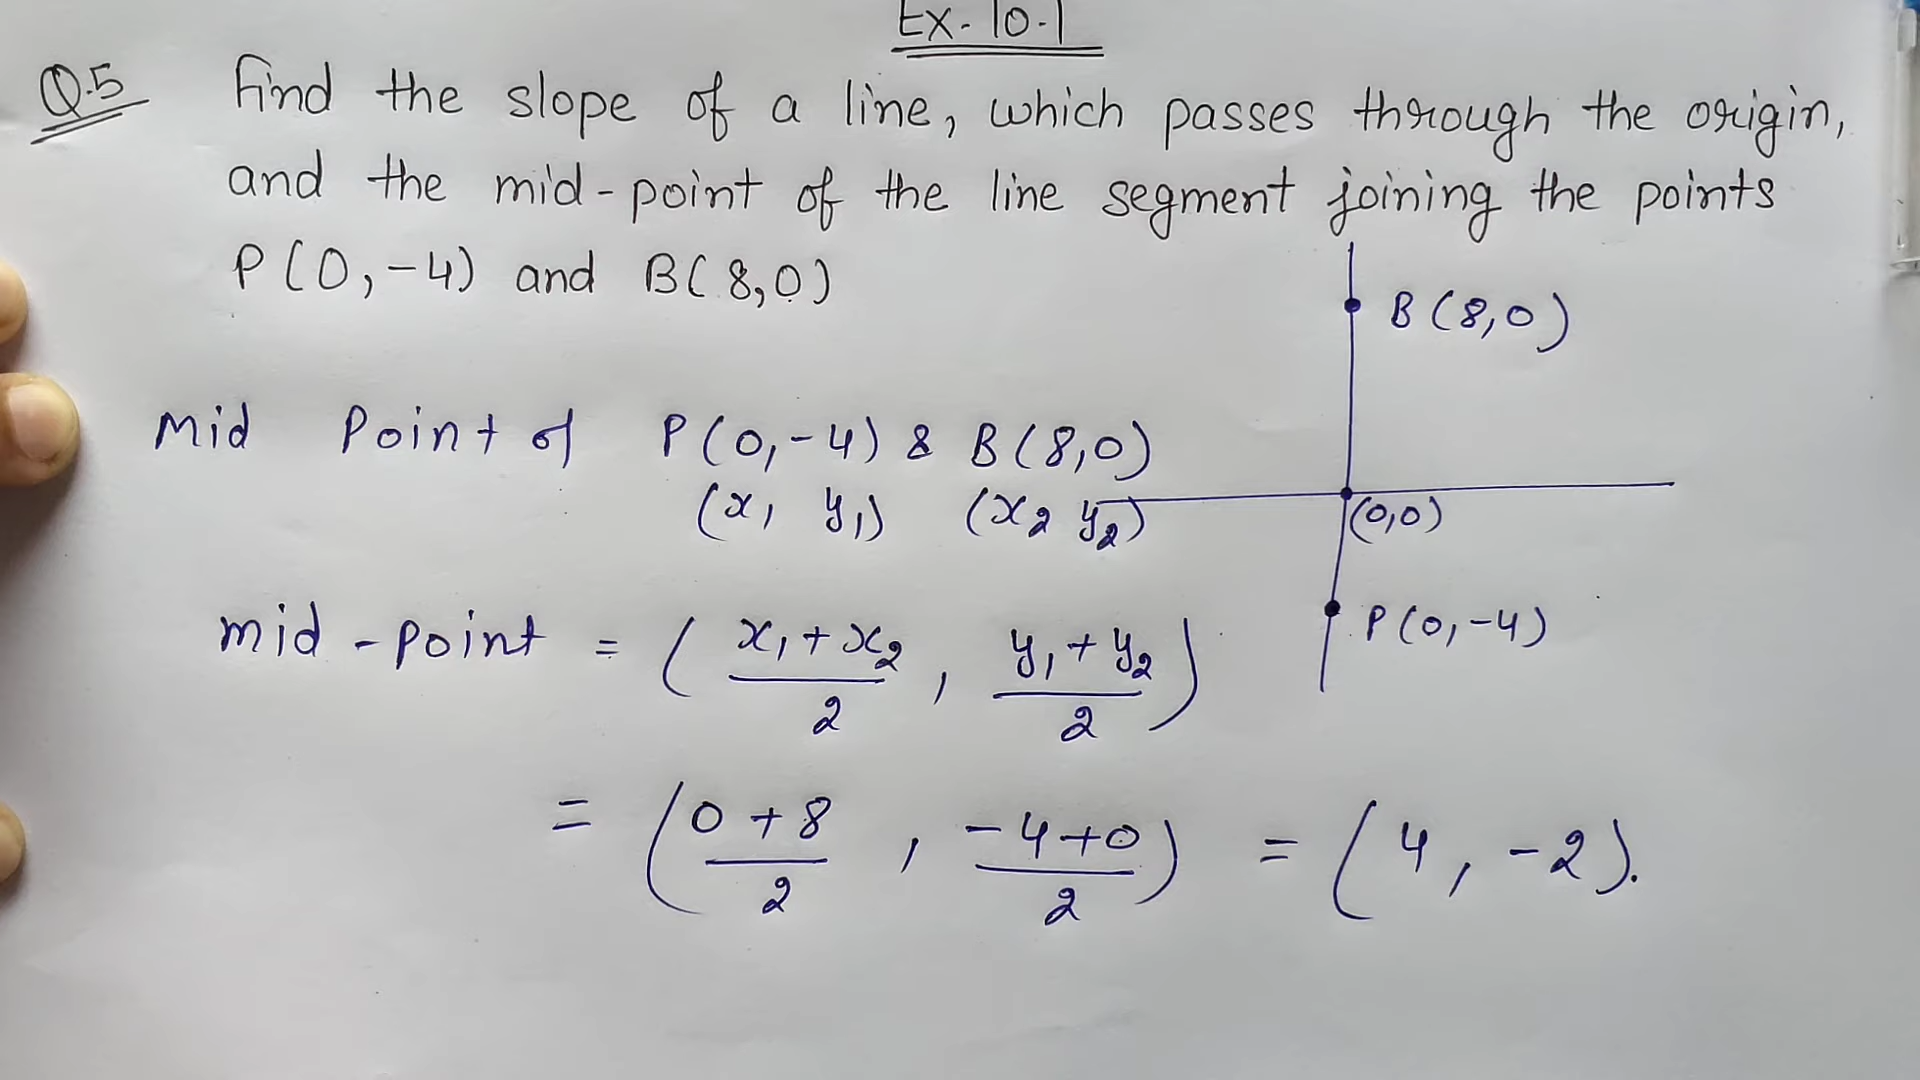 Ex-10.1
Q.5 Find the slope of a line, which passes through the origin,
and the mid-point of the line segment joining the points
P(0,-4) and B(8,0)
B(8,0)
Mid Point of P(0,-4) & B(8,0)
(x₁ y₁) (x₂ y₂)
(0,0)
P(0,-4)
mid-point = ( x₁+x₂ / 2 , y₁+y₂ / 2 )
= ( 0+8 / 2 , -4+0 / 2 ) = (4, -2).